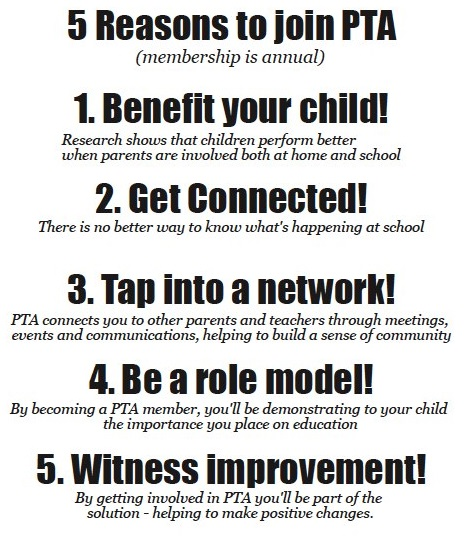 5 Reasons to join PTA
(membership is annual)
1. Benefit your child!
Research shows that children perform better
when parents are involved both at home and school
2. Get Connected!
There is no better way to know what's happening at school
3. Tap into a network!
PTA connects you to other parents and teachers through meetings,
events and communications, helping to build a sense of community
4. Be a role model!
By becoming a PTA member, you'll be demonstrating to your child
the importance you place on education
5. Witness improvement!
By getting involved in PTA you'll be part of the
solution - helping to make positive changes.